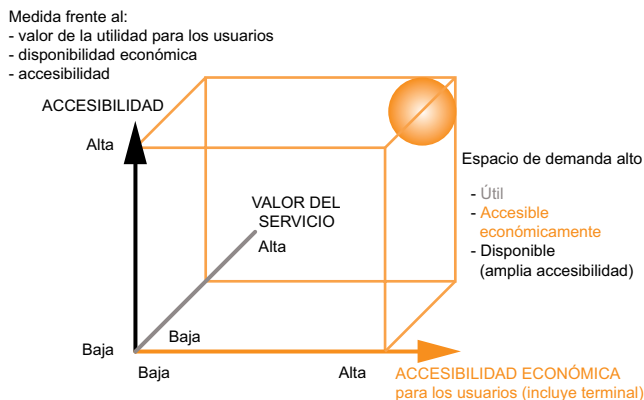 Medida frente al:
- valor de la utilidad para los usuarios
- disponibilidad económica
- accesibilidad
ACCESIBILIDAD
Alta
Espacio de demanda alto
- Útil
- Accesible
económicamente
- Disponible
(amplia accesibilidad)
VALOR DEL
SERVICIO
Alta
Baja
Baja
Baja
Alta
ACCESIBILIDAD ECONÓMICA
para los usuarios (incluye terminal)